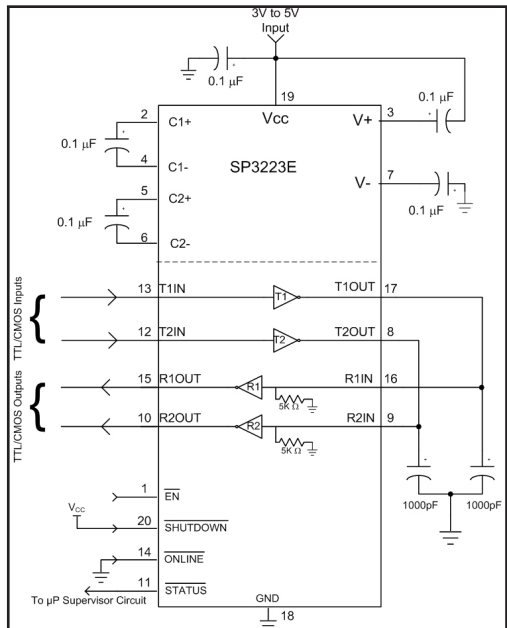 3V to 5V
Input
0.1 μF
19
Vcc
0.1 μF
2 C1+
V+ 3
0.1 μF
SP3223E
4 C1-
5 C2+
V- 7
0.1 μF
0.1 μF
6 C2-
TTL/CMOS Inputs
13 T1IN T1 T1OUT 17
12 T2IN T2 T2OUT 8
TTL/CMOS Outputs
15 R1OUT R1 R1IN 16
5K Ω
10 R2OUT R2 R2IN 9
5K Ω
1 EN
1000pF 1000pF
VCC
20 SHUTDOWN
14 ONLINE
11 STATUS
To μP Supervisor Circuit
GND
18